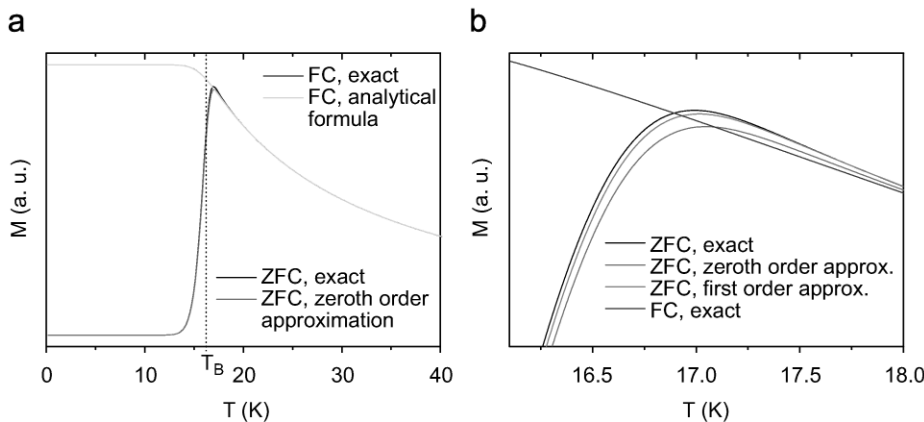 a
FC, exact
FC, analytical
formula
M (a. u.)
ZFC, exact
ZFC, zeroth order
approximation
T_B
0 10 20 30 40
T (K)
b
M (a. u.)
ZFC, exact
ZFC, zeroth order approx.
ZFC, first order approx.
FC, exact
16.5 17.0 17.5 18.0
T (K)